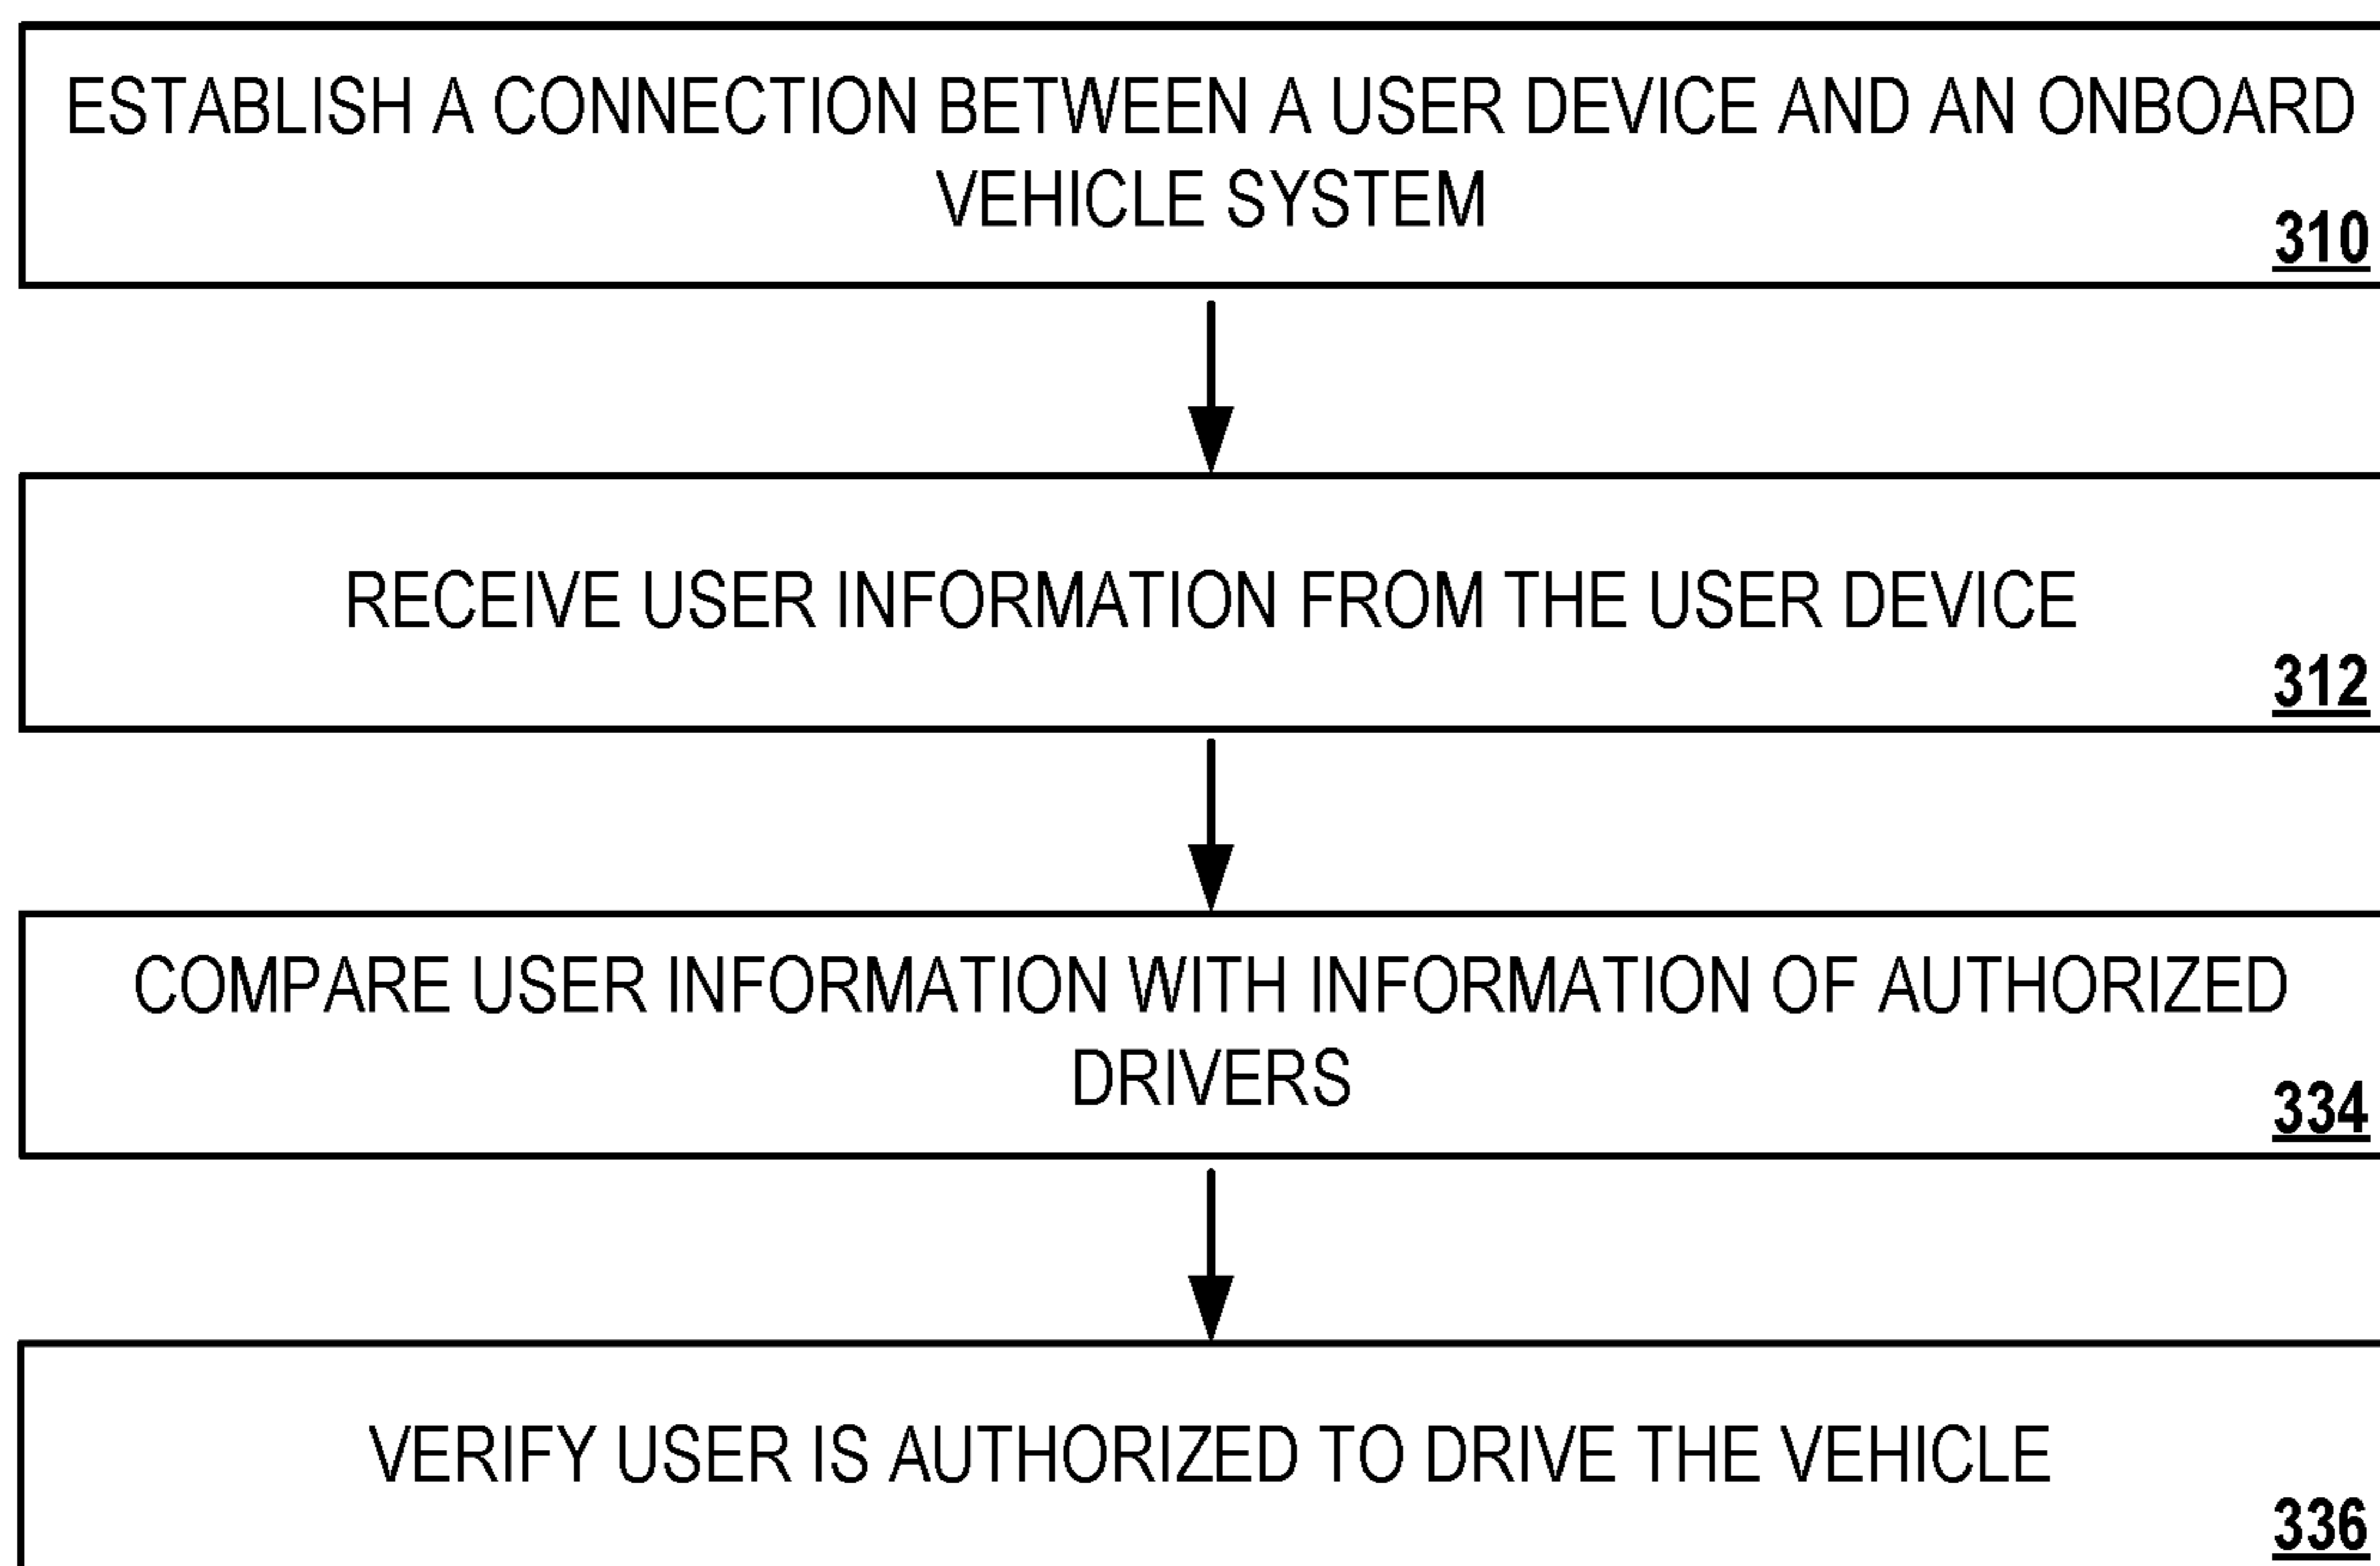 ESTABLISH A CONNECTION BETWEEN A USER DEVICE AND AN ONBOARD
VEHICLE SYSTEM
310
RECEIVE USER INFORMATION FROM THE USER DEVICE
312
COMPARE USER INFORMATION WITH INFORMATION OF AUTHORIZED
DRIVERS
334
VERIFY USER IS AUTHORIZED TO DRIVE THE VEHICLE
336